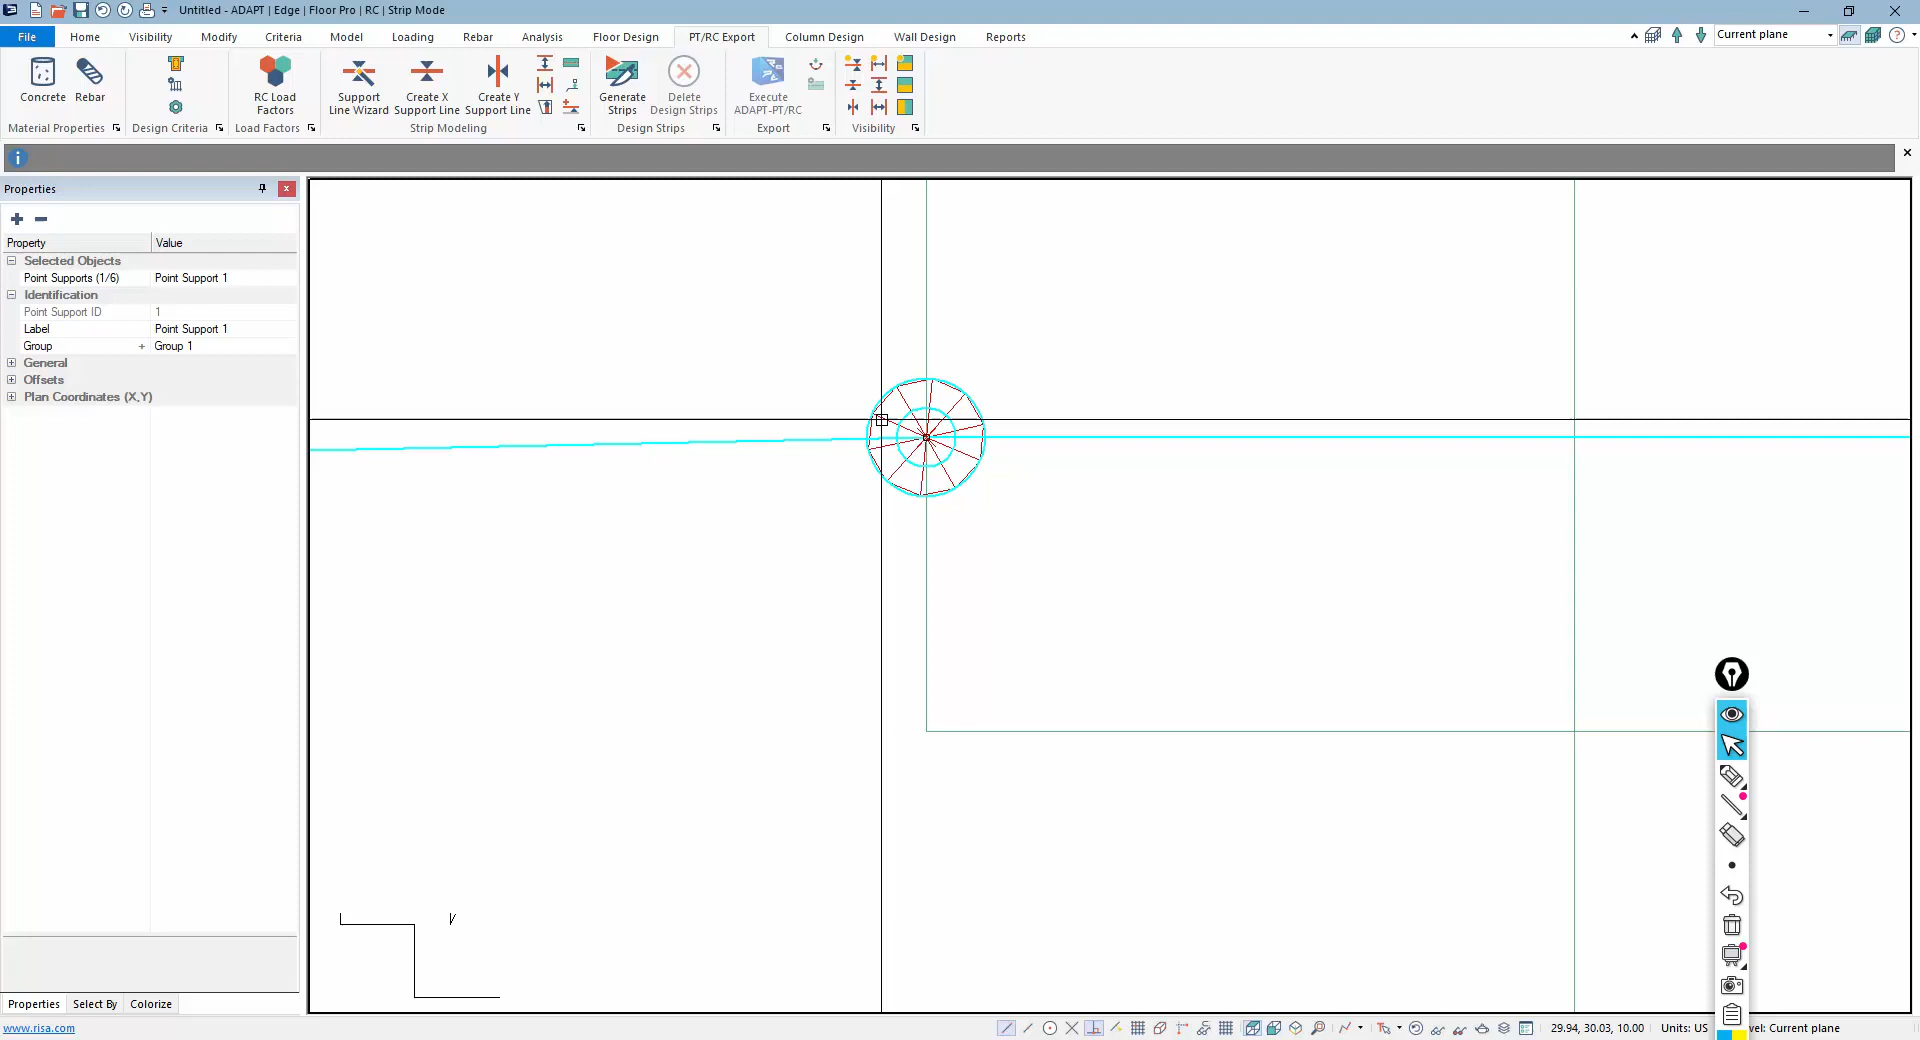 Untitled - ADAPT | Edge | Floor Pro | RC | Strip Mode
File Home Visibility Modify Criteria Model Loading Rebar Analysis Floor Design PT/RC Export Column Design Wall Design Reports Current plane
Concrete Rebar
Material Properties
Design Criteria
RC Load Factors
Load Factors
Support Line Wizard
Create X Support Line
Create Y Support Line
Strip Modeling
Generate Strips
Delete Design Strips
Design Strips
Execute ADAPT-PT/RC
Export
Visibility
Properties
Property Value
Selected Objects
Point Supports (1/6) Point Support 1
Identification
Point Support ID 1
Label Point Support 1
Group + Group 1
General
Offsets
Plan Coordinates (X,Y)
Properties Select By Colorize
www.risa.com
29.94, 30.03, 10.00 Units: US vel: Current plane